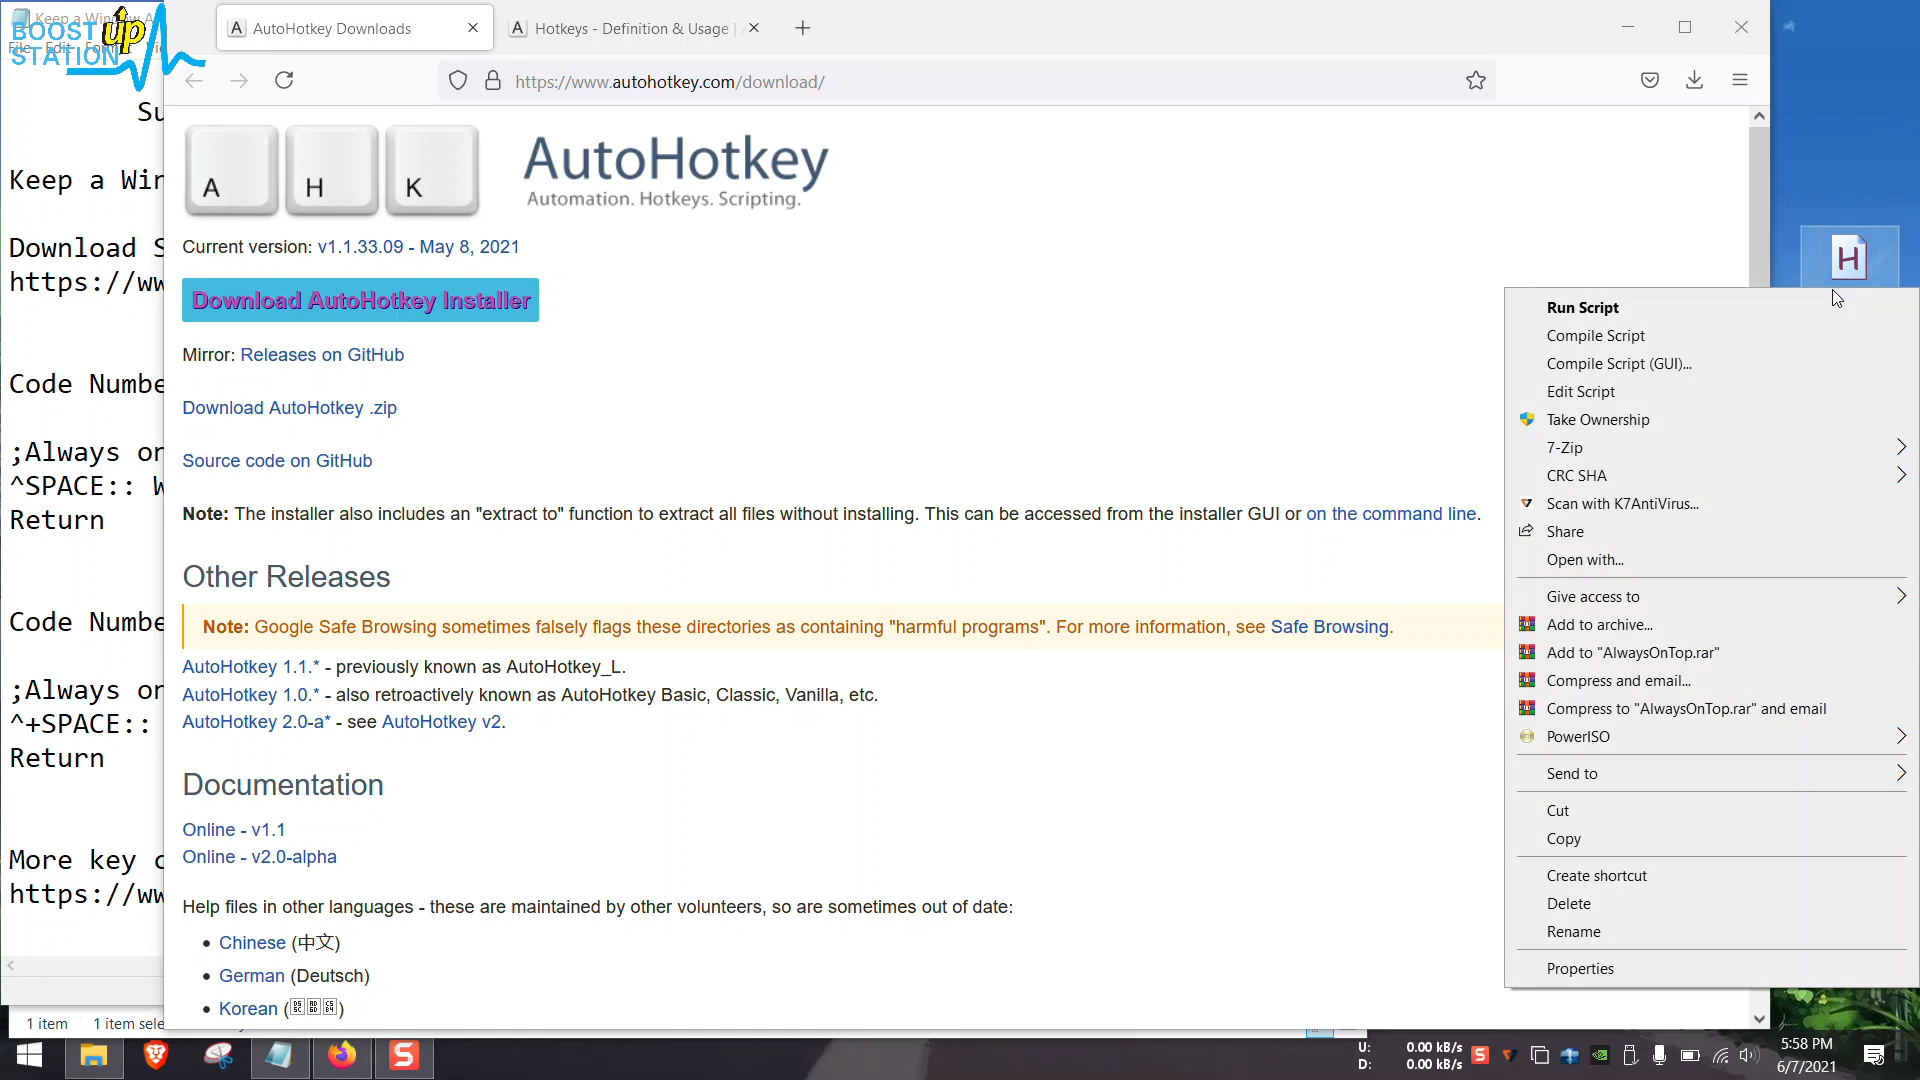 Keep a Win
BOOST up
STATION
File Edit Fo
Su
Keep a Win
Download S
https://ww
Code Numbe
;Always on
^SPACE:: W
Return
Code Numbe
;Always on
^+SPACE::
Return
More key c
https://ww
1 item 1 item sele
AutoHotkey Downloads
Hotkeys - Definition & Usage |
https://www.autohotkey.com/download/
A H K
AutoHotkey
Automation. Hotkeys. Scripting.
Current version: v1.1.33.09 - May 8, 2021
Download AutoHotkey Installer
Mirror: Releases on GitHub
Download AutoHotkey .zip
Source code on GitHub
Note: The installer also includes an "extract to" function to extract all files without installing. This can be accessed from the installer GUI or on the command line.
Other Releases
Note: Google Safe Browsing sometimes falsely flags these directories as containing "harmful programs". For more information, see Safe Browsing.
AutoHotkey 1.1.* - previously known as AutoHotkey_L.
AutoHotkey 1.0.* - also retroactively known as AutoHotkey Basic, Classic, Vanilla, etc.
AutoHotkey 2.0-a* - see AutoHotkey v2.
Documentation
Online - v1.1
Online - v2.0-alpha
Help files in other languages - these are maintained by other volunteers, so are sometimes out of date:
Chinese (中文)
German (Deutsch)
Korean
H
Run Script
Compile Script
Compile Script (GUI)...
Edit Script
Take Ownership
7-Zip
CRC SHA
Scan with K7AntiVirus...
Share
Open with...
Give access to
Add to archive...
Add to "AlwaysOnTop.rar"
Compress and email...
Compress to "AlwaysOnTop.rar" and email
PowerISO
Send to
Cut
Copy
Create shortcut
Delete
Rename
Properties
U: 0.00 kB/s
D: 0.00 kB/s
5:58 PM
6/7/2021